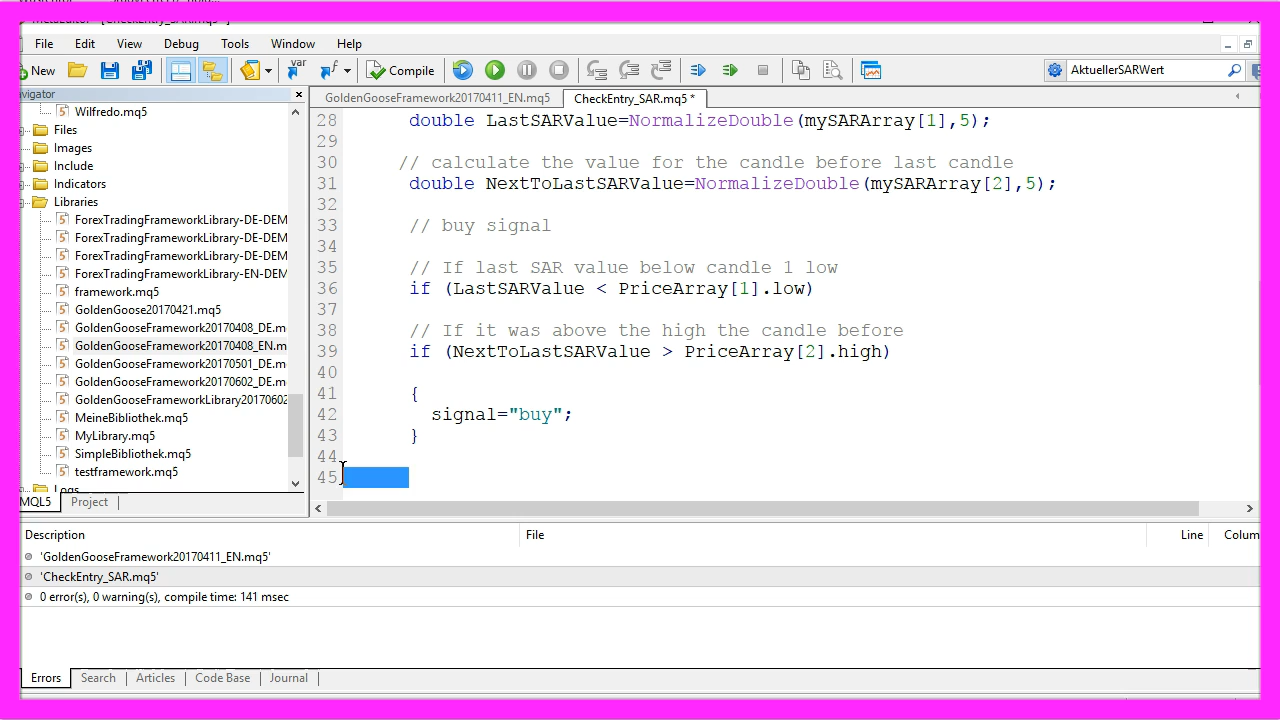 File Edit View Debug Tools Window Help
New Compile AktuellerSARWert
Navigator
GoldenGooseFramework20170411_EN.mq5 CheckEntry_SAR.mq5 *
Wilfredo.mq5
Files
Images
Include
Indicators
Libraries
ForexTradingFrameworkLibrary-DE-DEM
ForexTradingFrameworkLibrary-DE-DEM
ForexTradingFrameworkLibrary-DE-DEM
ForexTradingFrameworkLibrary-EN-DEM
framework.mq5
GoldenGoose20170421.mq5
GoldenGooseFramework20170408_DE.m
GoldenGooseFramework20170408_EN.m
GoldenGooseFramework20170501_DE.m
GoldenGooseFramework20170602_DE.m
GoldenGooseFrameworkLibrary20170602
MeineBibliothek.mq5
MyLibrary.mq5
SimpleBibliothek.mq5
testframework.mq5
Logs
MQL5 Project
28 double LastSARValue=NormalizeDouble(mySARArray[1],5);
29
30 // calculate the value for the candle before last candle
31 double NextToLastSARValue=NormalizeDouble(mySARArray[2],5);
32
33 // buy signal
34
35 // If last SAR value below candle 1 low
36 if (LastSARValue < PriceArray[1].low)
37
38 // If it was above the high the candle before
39 if (NextToLastSARValue > PriceArray[2].high)
40
41 {
42 signal="buy";
43 }
44
45
Description File Line Colum
'GoldenGooseFramework20170411_EN.mq5'
'CheckEntry_SAR.mq5'
0 error(s), 0 warning(s), compile time: 141 msec
Errors Search Articles Code Base Journal